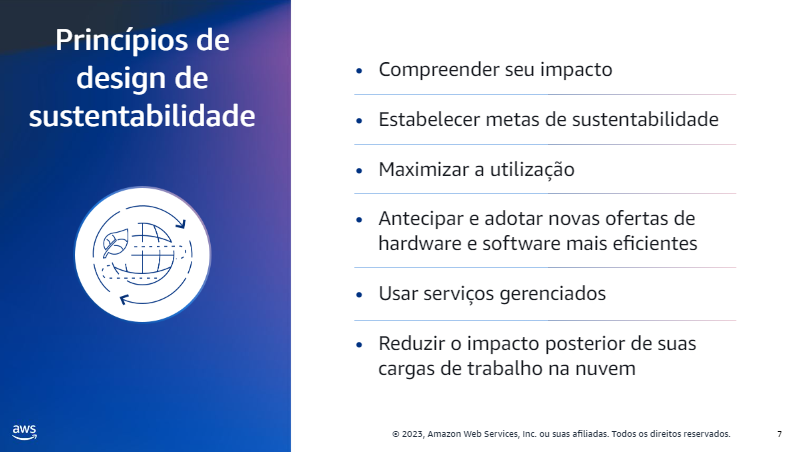 Princípios de
design de
sustentabilidade
• Compreender seu impacto
• Estabelecer metas de sustentabilidade
• Maximizar a utilização
• Antecipar e adotar novas ofertas de
hardware e software mais eficientes
• Usar serviços gerenciados
• Reduzir o impacto posterior de suas
cargas de trabalho na nuvem
aws
© 2023, Amazon Web Services, Inc. ou suas afiliadas. Todos os direitos reservados.
7